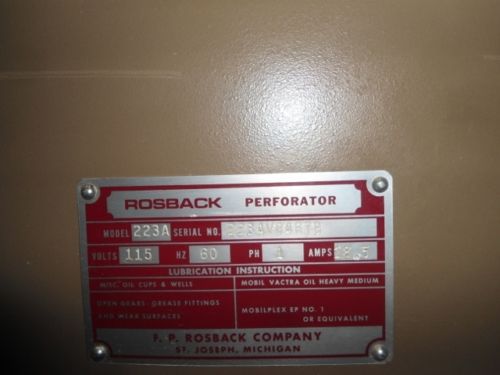 ROSBACK PERFORATOR
MODEL 223A SERIAL NO.
VOLTS 115 HZ 60 PH 1 AMPS
LUBRICATION INSTRUCTION
MISC. OIL CUPS & WELLS MOBIL VACTRA OIL HEAVY MEDIUM
OPEN GEARS-GREASE FITTINGS
AND WEAR SURFACES MOBILPLEX EP NO. 1
OR EQUIVALENT
F. P. ROSBACK COMPANY
ST. JOSEPH, MICHIGAN